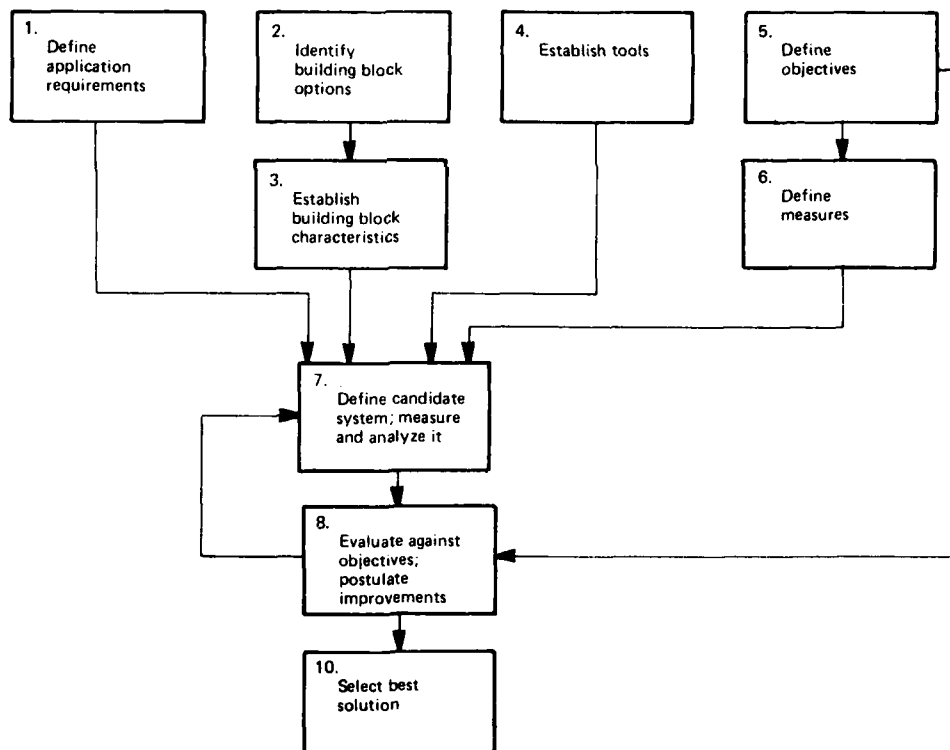 1.
Define
application
requirements
2.
Identify
building block
options
4.
Establish tools
5.
Define
objectives
3.
Establish
building block
characteristics
6.
Define
measures
7.
Define candidate
system; measure
and analyze it
8.
Evaluate against
objectives;
postulate
improvements
10.
Select best
solution